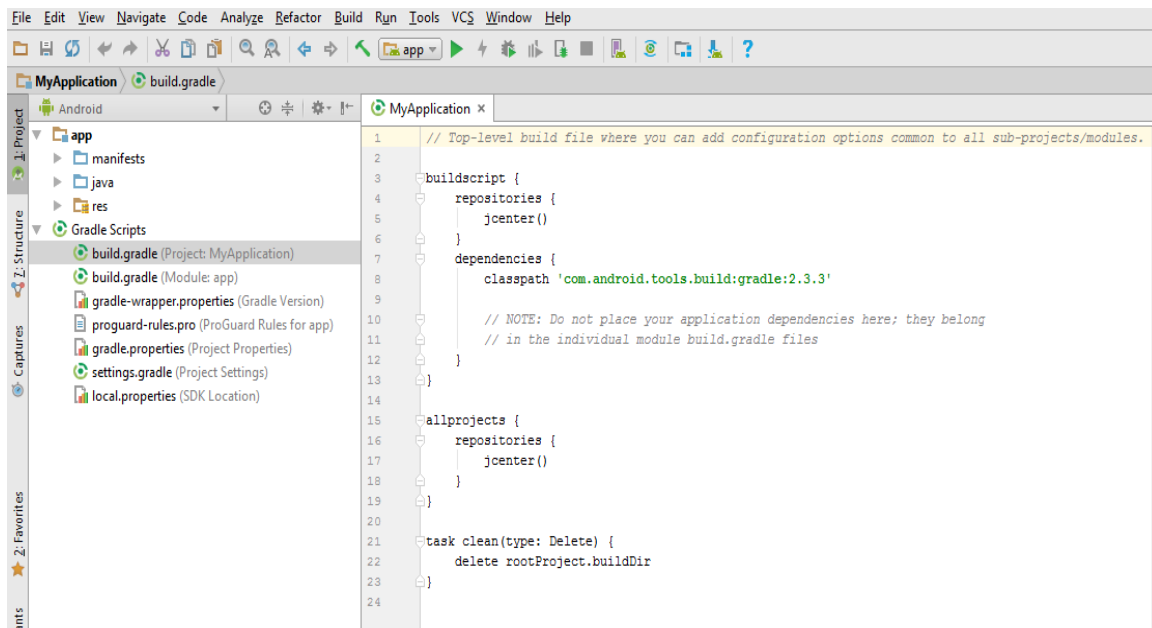 File Edit View Navigate Code Analyze Refactor Build Run Tools VCS Window Help
app
MyApplication build.gradle
Android
MyApplication
1: Project
7: Structure
Captures
2: Favorites
app
manifests
java
res
Gradle Scripts
build.gradle (Project: MyApplication)
build.gradle (Module: app)
gradle-wrapper.properties (Gradle Version)
proguard-rules.pro (ProGuard Rules for app)
gradle.properties (Project Properties)
settings.gradle (Project Settings)
local.properties (SDK Location)
1 // Top-level build file where you can add configuration options common to all sub-projects/modules.
2
3 buildscript {
4 repositories {
5 jcenter()
6 }
7 dependencies {
8 classpath 'com.android.tools.build:gradle:2.3.3'
9
10 // NOTE: Do not place your application dependencies here; they belong
11 // in the individual module build.gradle files
12 }
13 }
14
15 allprojects {
16 repositories {
17 jcenter()
18 }
19 }
20
21 task clean(type: Delete) {
22 delete rootProject.buildDir
23 }
24